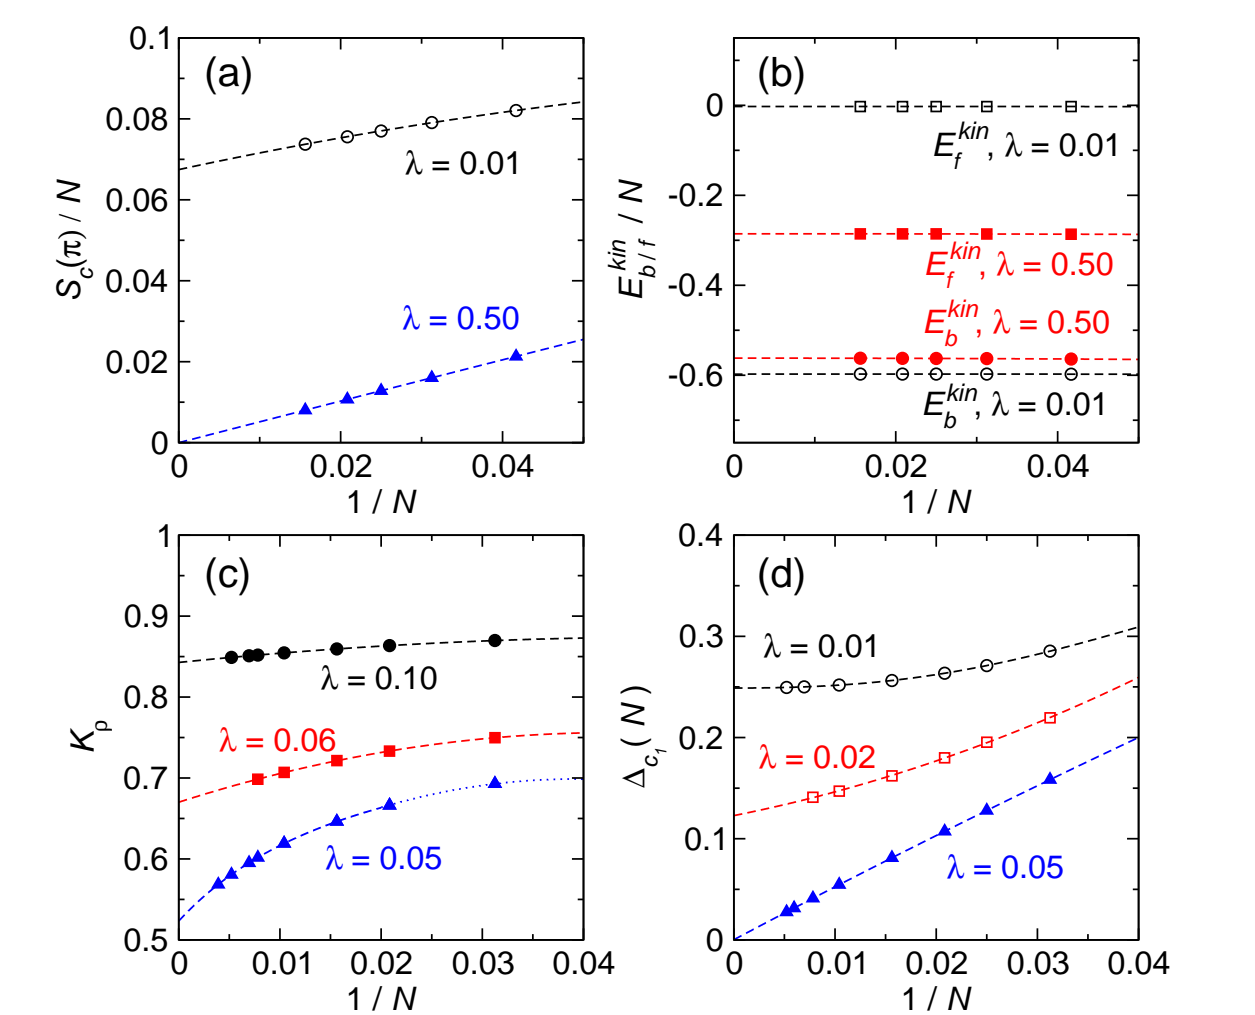 (a)
S_c(π) / N
0.1
0.08
0.06
0.04
0.02
0
λ = 0.01
λ = 0.50
0 0.02 0.04
1 / N
(b)
E_{b / f}^{kin} / N
0
-0.2
-0.4
-0.6
E_f^{kin}, λ = 0.01
E_f^{kin}, λ = 0.50
E_b^{kin}, λ = 0.50
E_b^{kin}, λ = 0.01
0 0.02 0.04
1 / N
(c)
K_ρ
1
0.9
0.8
0.7
0.6
0.5
λ = 0.10
λ = 0.06
λ = 0.05
0 0.01 0.02 0.03 0.04
1 / N
(d)
Δ_{c_1}( N )
0.4
0.3
0.2
0.1
0
λ = 0.01
λ = 0.02
λ = 0.05
0 0.01 0.02 0.03 0.04
1 / N